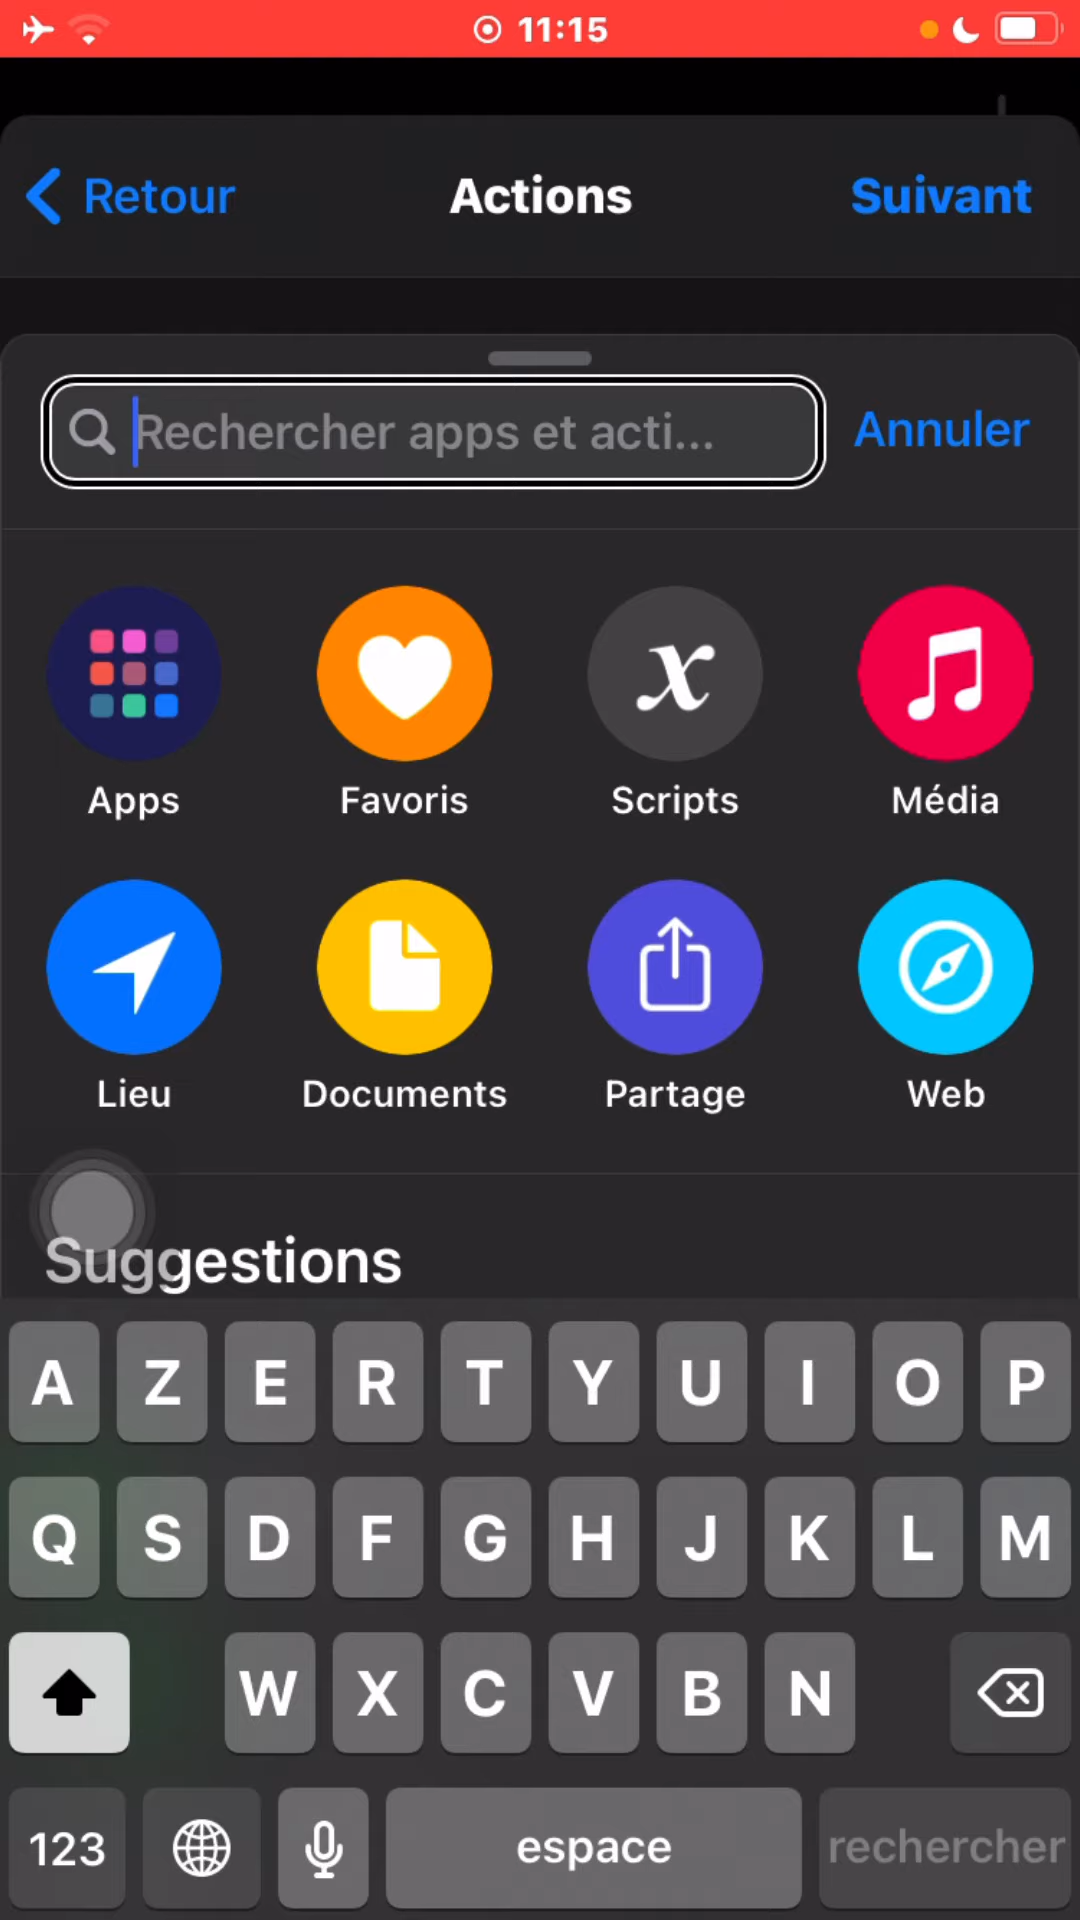 11:15
Retour Actions Suivant
Rechercher apps et acti... Annuler
Apps Favoris Scripts Média
Lieu Documents Partage Web
Suggestions
A Z E R T Y U I O P
Q S D F G H J K L M
W X C V B N
123 espace rechercher